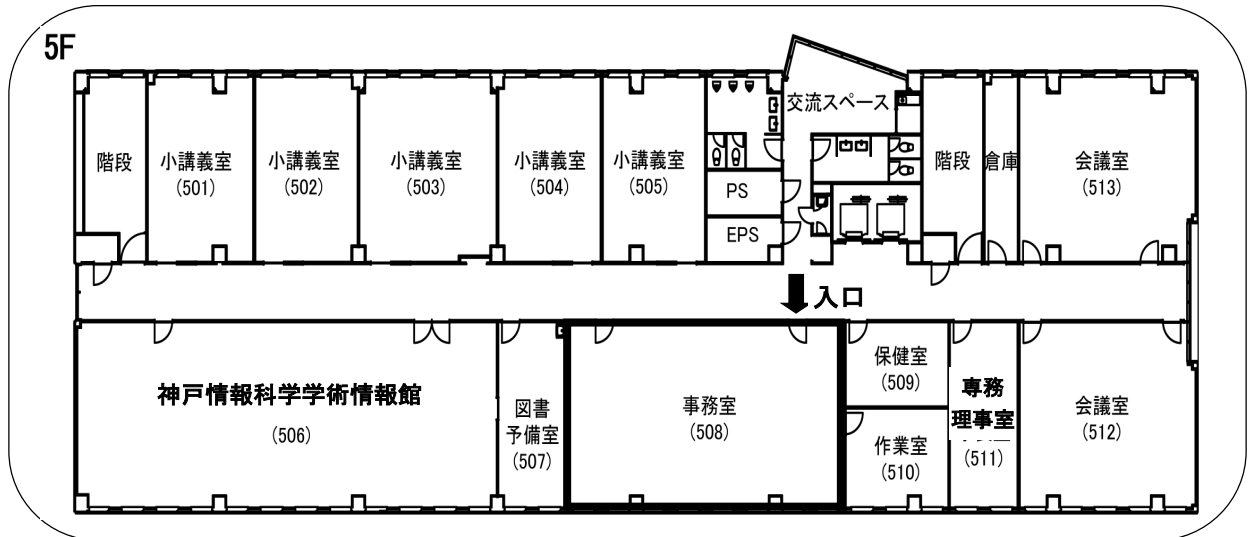 5F
交流スペース
階段
小講義室
(501)
小講義室
(502)
小講義室
(503)
小講義室
(504)
小講義室
(505)
PS
EPS
階段
倉庫
会議室
(513)
入口
神戸情報科学学術情報館
(506)
図書
予備室
(507)
事務室
(508)
保健室
(509)
作業室
(510)
専務
理事室
(511)
会議室
(512)